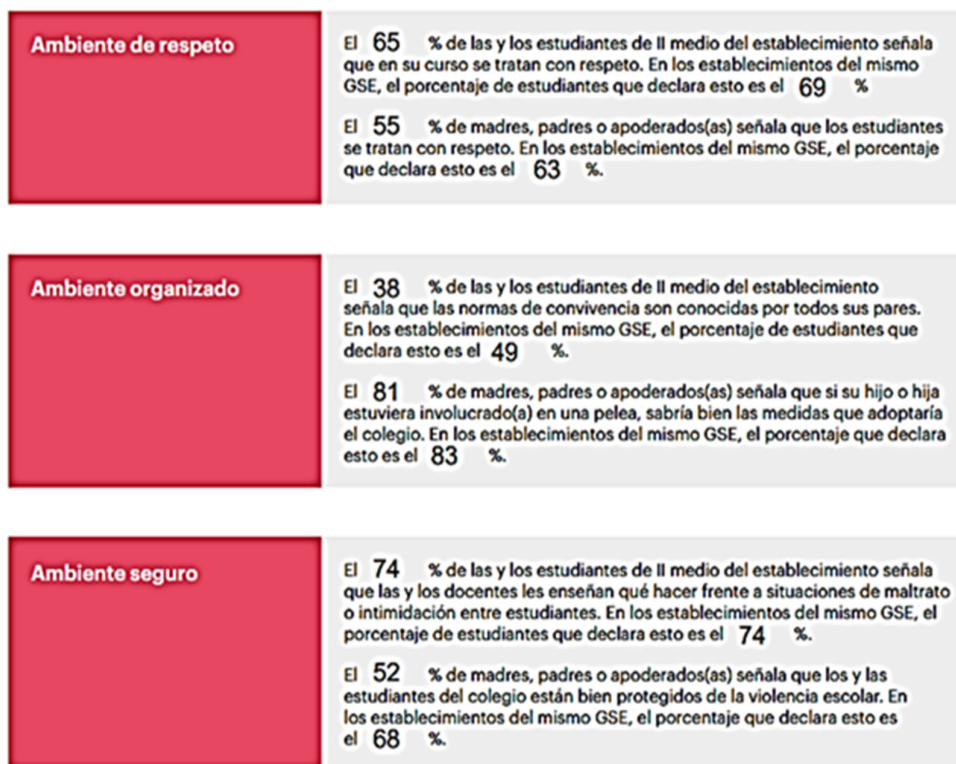 Ambiente de respeto
El 65 % de las y los estudiantes de II medio del establecimiento señala
que en su curso se tratan con respeto. En los establecimientos del mismo
GSE, el porcentaje de estudiantes que declara esto es el 69 %
El 55 % de madres, padres o apoderados(as) señala que los estudiantes
se tratan con respeto. En los establecimientos del mismo GSE, el porcentaje
que declara esto es el 63 %.
Ambiente organizado
El 38 % de las y los estudiantes de II medio del establecimiento
señala que las normas de convivencia son conocidas por todos sus pares.
En los establecimientos del mismo GSE, el porcentaje de estudiantes que
declara esto es el 49 %.
El 81 % de madres, padres o apoderados(as) señala que si su hijo o hija
estuviera involucrado(a) en una pelea, sabría bien las medidas que adoptaría
el colegio. En los establecimientos del mismo GSE, el porcentaje que declara
esto es el 83 %.
Ambiente seguro
El 74 % de las y los estudiantes de II medio del establecimiento señala
que las y los docentes les enseñan qué hacer frente a situaciones de maltrato
o intimidación entre estudiantes. En los establecimientos del mismo GSE, el
porcentaje de estudiantes que declara esto es el 74 %.
El 52 % de madres, padres o apoderados(as) señala que los y las
estudiantes del colegio están bien protegidos de la violencia escolar. En
los establecimientos del mismo GSE, el porcentaje que declara esto es
el 68 %.